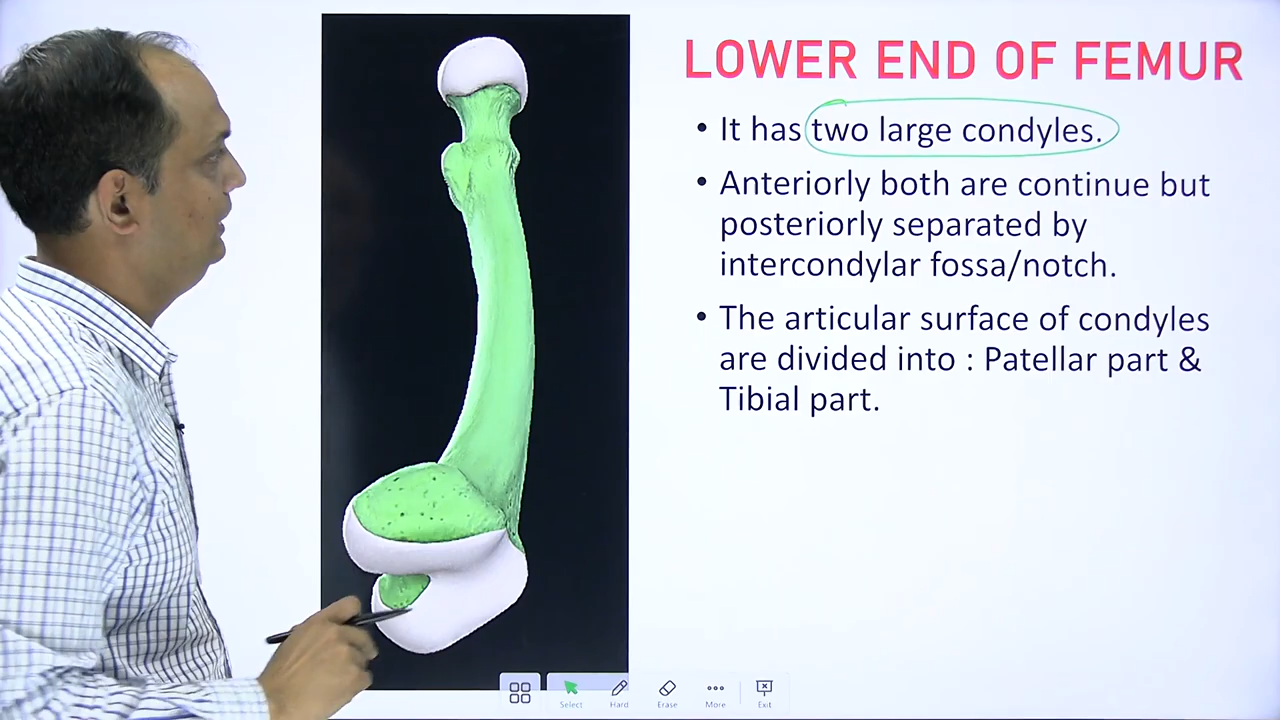 LOWER END OF FEMUR
• It has two large condyles.
• Anteriorly both are continue but
posteriorly separated by
intercondylar fossa/notch.
• The articular surface of condyles
are divided into : Patellar part &
Tibial part.
Select Hard Erase More Exit